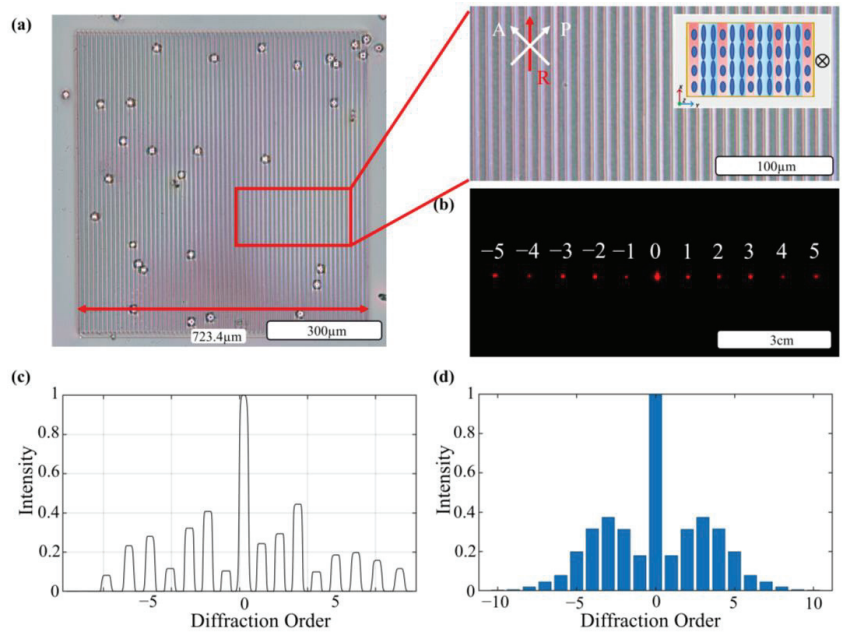 (a)
723.4µm
300µm
A
P
R
100µm
(b)
−5 −4 −3 −2 −1 0 1 2 3 4 5
3cm
(c)
1
0.8
0.6
0.4
0.2
0
−5 0 5
Intensity
Diffraction Order
(d)
1
0.8
0.6
0.4
0.2
0
−10 −5 0 5 10
Intensity
Diffraction Order